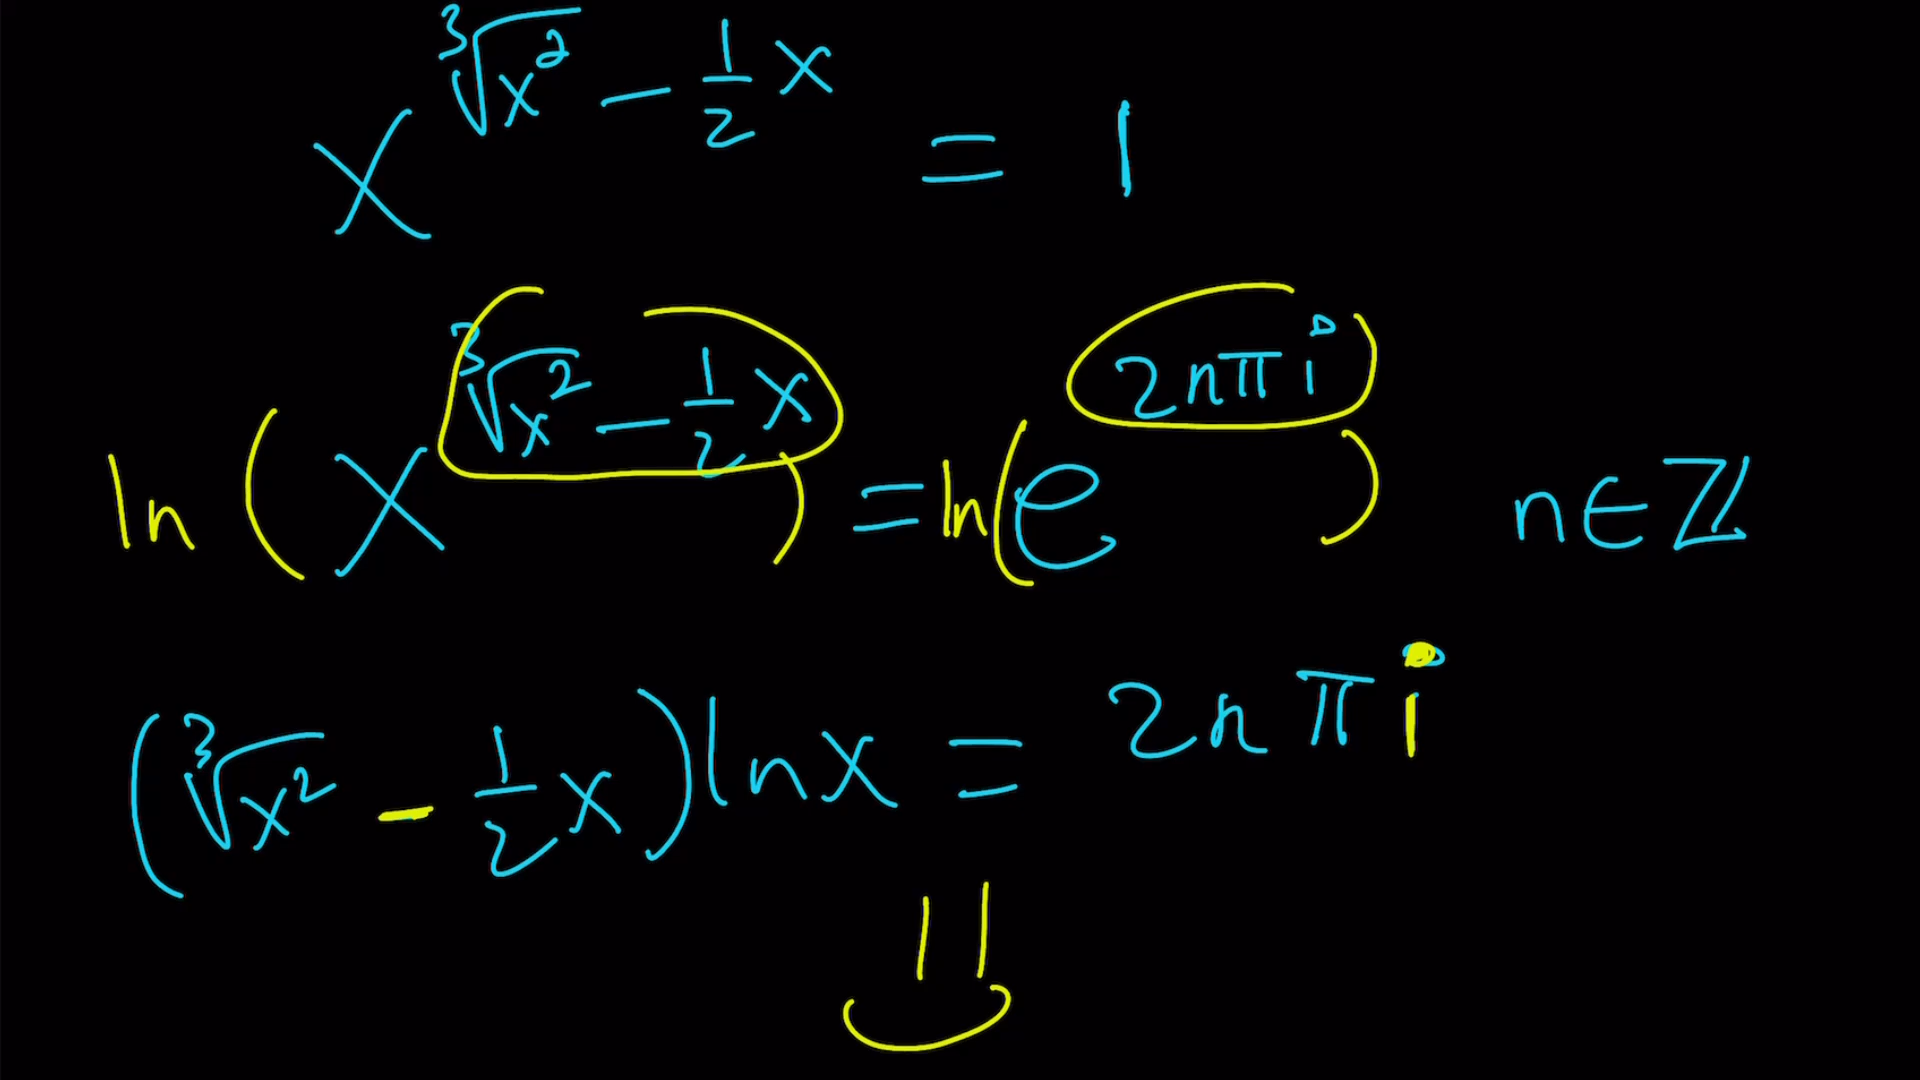 x^(∛(x²) − ½x) = 1
ln(x^(∛(x²) − ½x)) = ln(e^(2nπi)) n∈ℤ
(∛(x²) − ½x) ln x = 2nπi